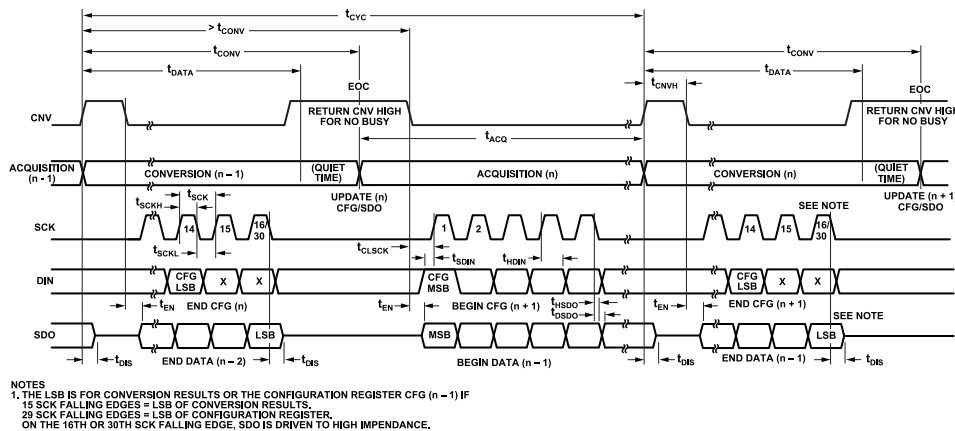 tCYC
> tCONV
tCONV
tCONV
tDATA
tDATA
EOC
tCNVH
EOC
CNV
RETURN CNV HIGH
FOR NO BUSY
RETURN CNV HIGH
FOR NO BUSY
tACQ
ACQUISITION
(n - 1)
CONVERSION (n - 1)
(QUIET
TIME)
ACQUISITION (n)
CONVERSION (n)
(QUIET
TIME)
UPDATE (n)
CFG/SDO
UPDATE (n + 1)
CFG/SDO
tSCK
tSCKH
SEE NOTE
SCK
14
15
16/
30
1
2
14
15
16/
30
tSCKL
tCLSCK
tSDIN
tHDIN
DIN
CFG
LSB
X
X
CFG
MSB
CFG
LSB
X
X
tEN
END CFG (n)
tEN
BEGIN CFG (n + 1)
tHSDO
tDSDO
tEN
END CFG (n + 1)
SEE NOTE
SDO
LSB
MSB
LSB
tDIS
END DATA (n - 2)
tDIS
BEGIN DATA (n - 1)
tDIS
END DATA (n - 1)
tDIS
NOTES
1. THE LSB IS FOR CONVERSION RESULTS OR THE CONFIGURATION REGISTER CFG (n - 1) IF
15 SCK FALLING EDGES = LSB OF CONVERSION RESULTS.
29 SCK FALLING EDGES = LSB OF CONFIGURATION REGISTER.
ON THE 16TH OR 30TH SCK FALLING EDGE, SDO IS DRIVEN TO HIGH IMPENDANCE.